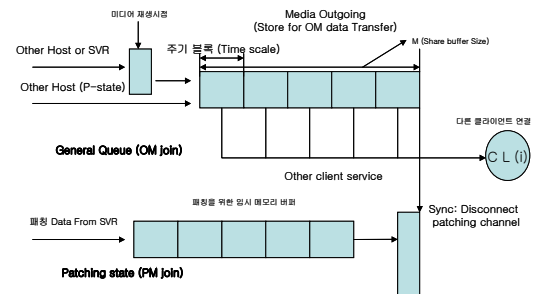 미디어 재생시점
Media Outgoing
(Store for OM data Transfer)
주기 블록 (Time scale)
M (Share buffer Size)
Other Host or SVR
Other Host (P-state)
다른 클라이언트 연결
General Queue (OM join)
C L (i)
Other client service
패칭을 위한 임시 메모리 버퍼
Sync: Disconnect
patching channel
패칭 Data From SVR
Patching state (PM join)